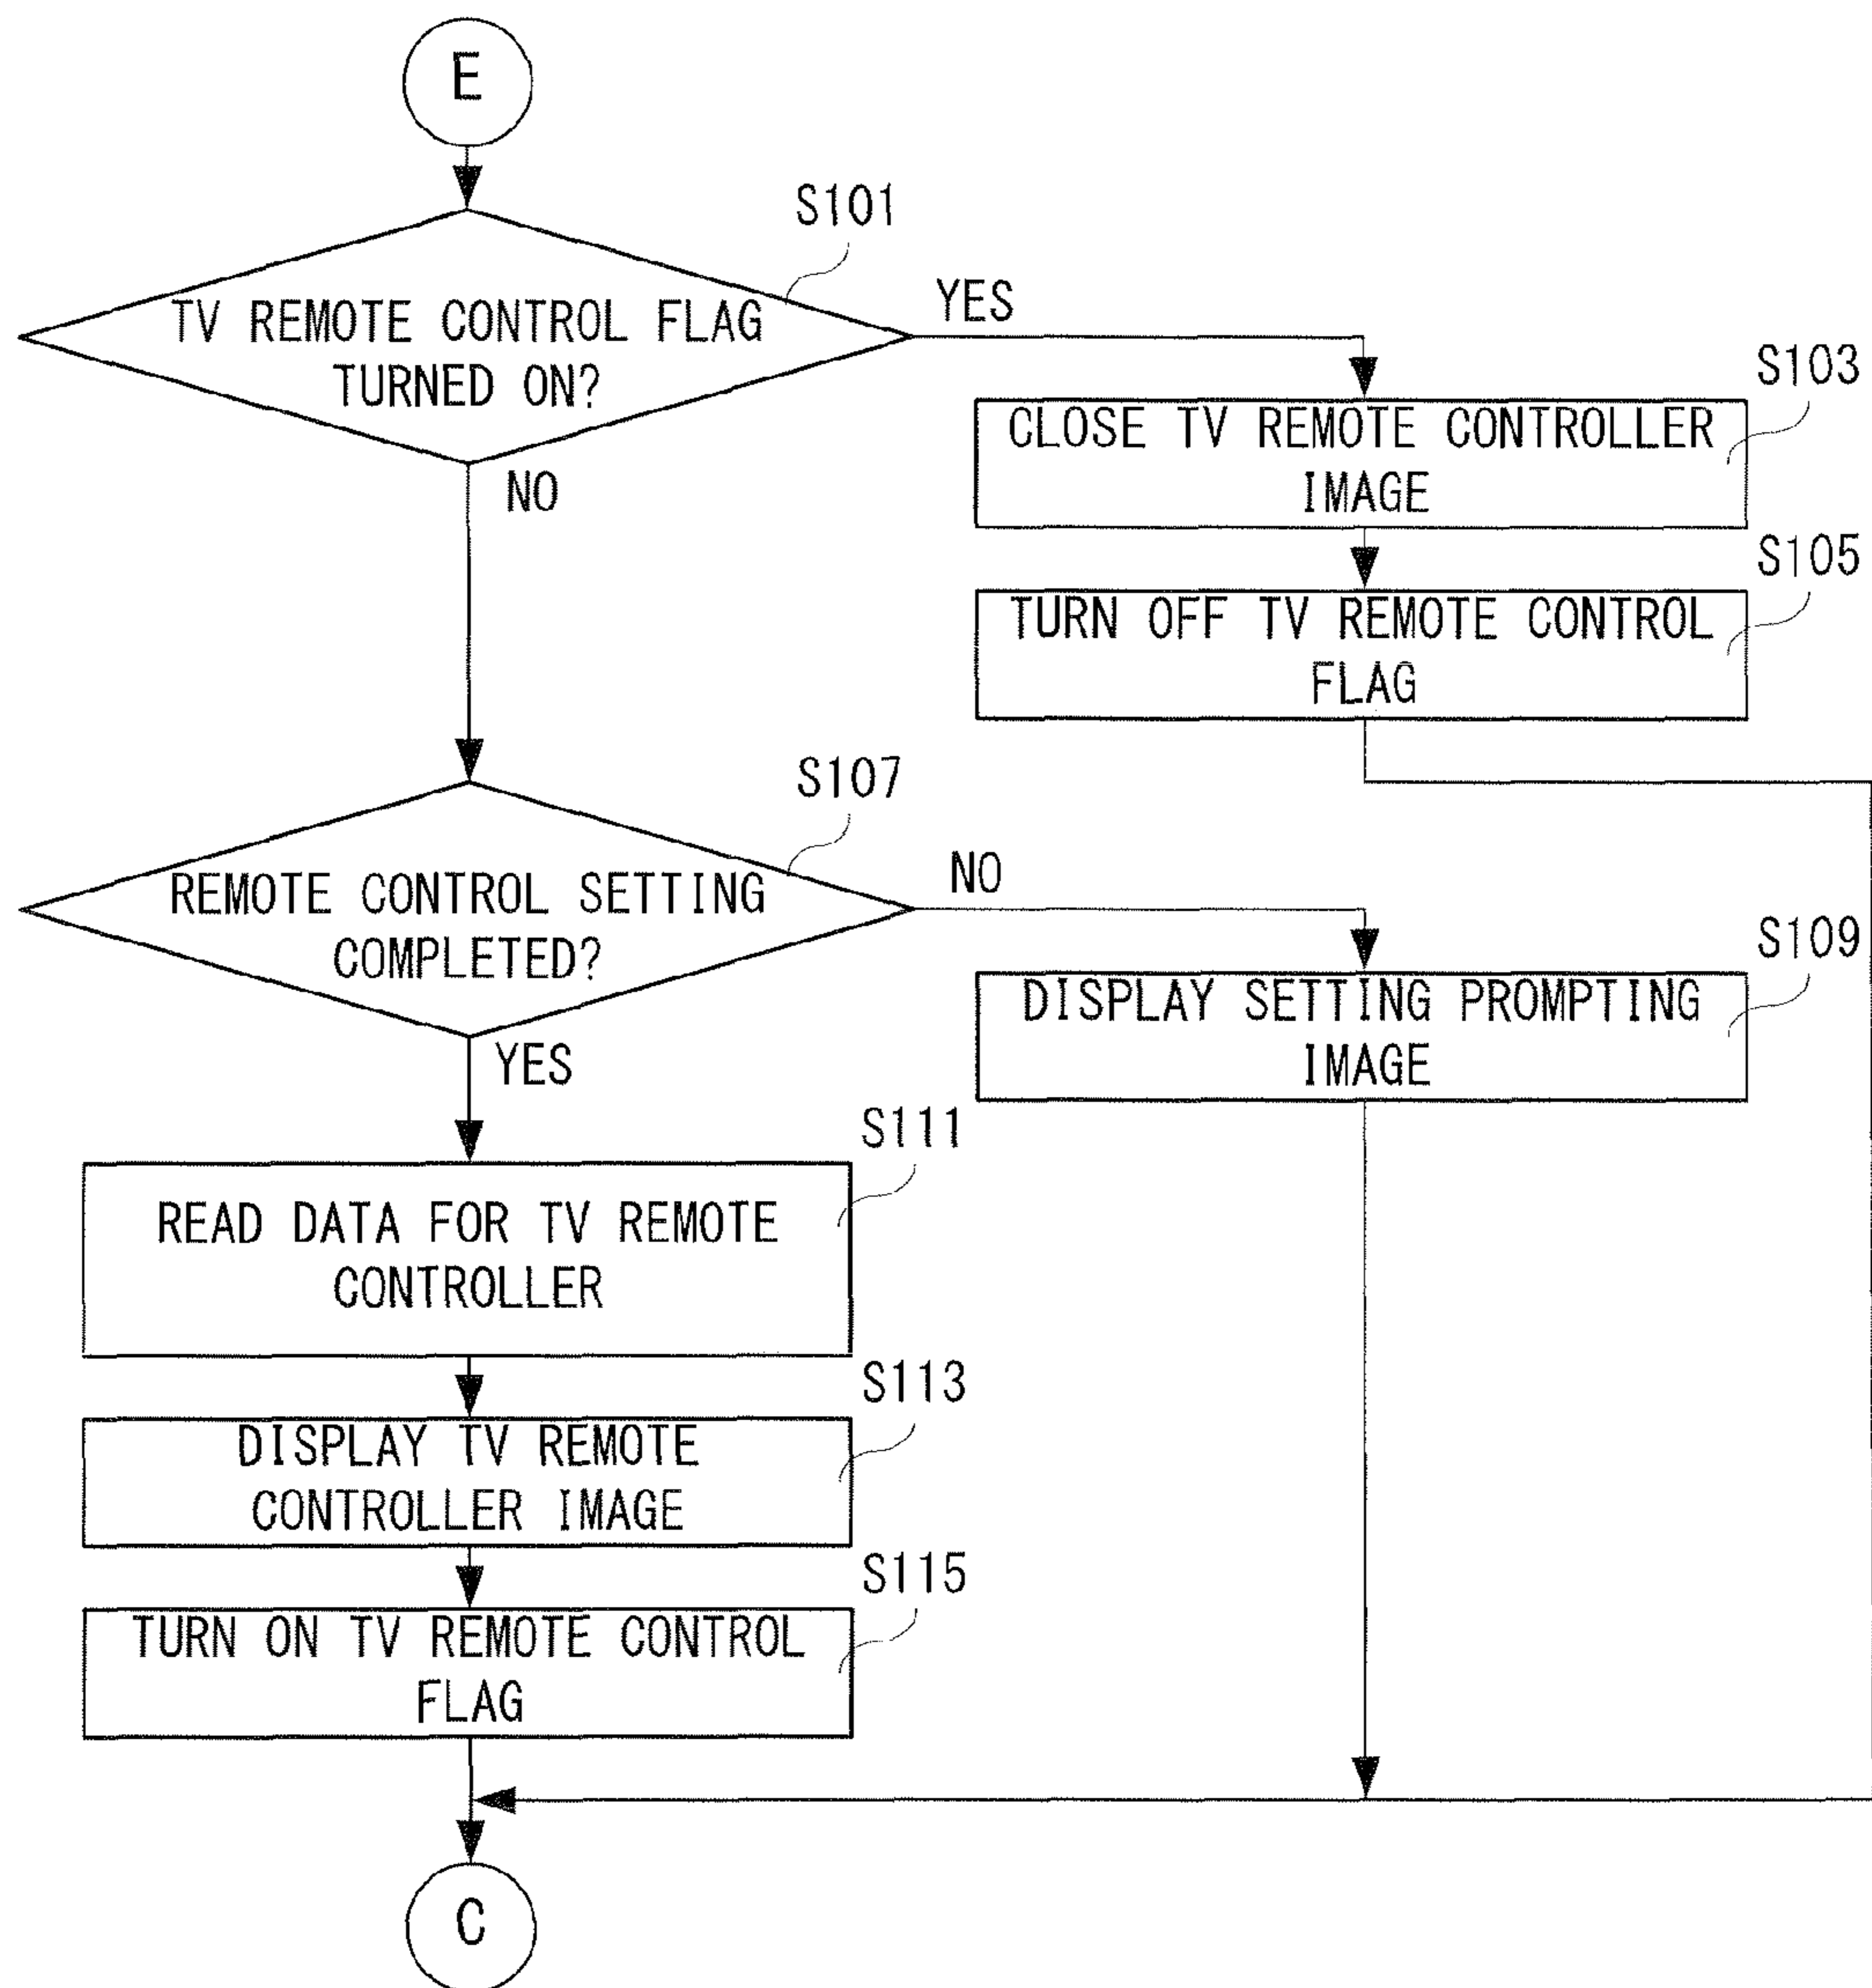 E
S101
TV REMOTE CONTROL FLAG
TURNED ON?
YES
NO
S103
CLOSE TV REMOTE CONTROLLER
IMAGE
S105
TURN OFF TV REMOTE CONTROL
FLAG
S107
REMOTE CONTROL SETTING
COMPLETED?
NO
YES
S109
DISPLAY SETTING PROMPTING
IMAGE
S111
READ DATA FOR TV REMOTE
CONTROLLER
S113
DISPLAY TV REMOTE
CONTROLLER IMAGE
S115
TURN ON TV REMOTE CONTROL
FLAG
C